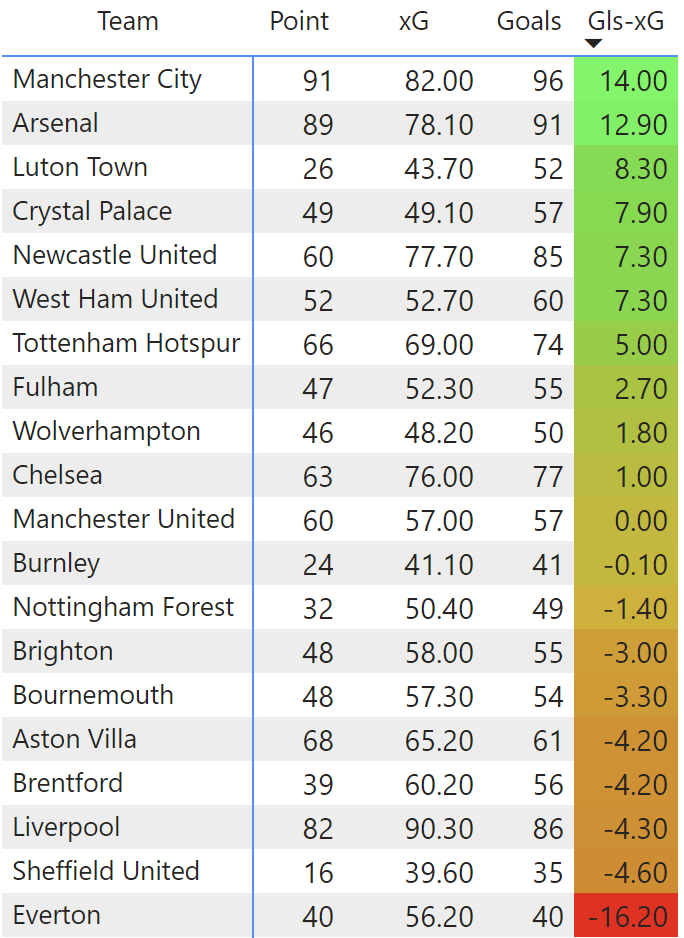 Team Point xG Goals Gls-xG
Manchester City 91 82.00 96 14.00
Arsenal 89 78.10 91 12.90
Luton Town 26 43.70 52 8.30
Crystal Palace 49 49.10 57 7.90
Newcastle United 60 77.70 85 7.30
West Ham United 52 52.70 60 7.30
Tottenham Hotspur 66 69.00 74 5.00
Fulham 47 52.30 55 2.70
Wolverhampton 46 48.20 50 1.80
Chelsea 63 76.00 77 1.00
Manchester United 60 57.00 57 0.00
Burnley 24 41.10 41 -0.10
Nottingham Forest 32 50.40 49 -1.40
Brighton 48 58.00 55 -3.00
Bournemouth 48 57.30 54 -3.30
Aston Villa 68 65.20 61 -4.20
Brentford 39 60.20 56 -4.20
Liverpool 82 90.30 86 -4.30
Sheffield United 16 39.60 35 -4.60
Everton 40 56.20 40 -16.20